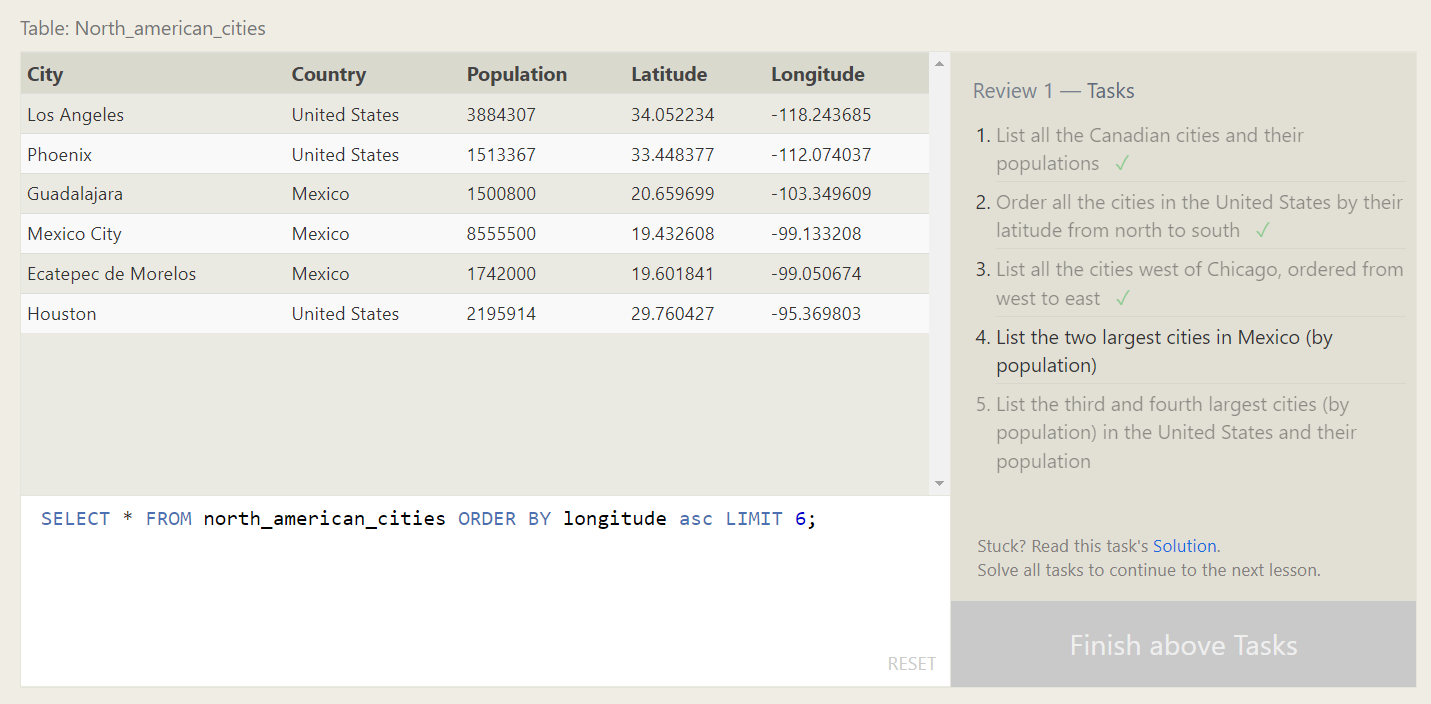 Table: North_american_cities
City Country Population Latitude Longitude
Los Angeles United States 3884307 34.052234 -118.243685
Phoenix United States 1513367 33.448377 -112.074037
Guadalajara Mexico 1500800 20.659699 -103.349609
Mexico City Mexico 8555500 19.432608 -99.133208
Ecatepec de Morelos Mexico 1742000 19.601841 -99.050674
Houston United States 2195914 29.760427 -95.369803
SELECT * FROM north_american_cities ORDER BY longitude asc LIMIT 6;
RESET
Review 1 — Tasks
1. List all the Canadian cities and their
populations ✓
2. Order all the cities in the United States by their
latitude from north to south ✓
3. List all the cities west of Chicago, ordered from
west to east ✓
4. List the two largest cities in Mexico (by
population)
5. List the third and fourth largest cities (by
population) in the United States and their
population
Stuck? Read this task's Solution.
Solve all tasks to continue to the next lesson.
Finish above Tasks